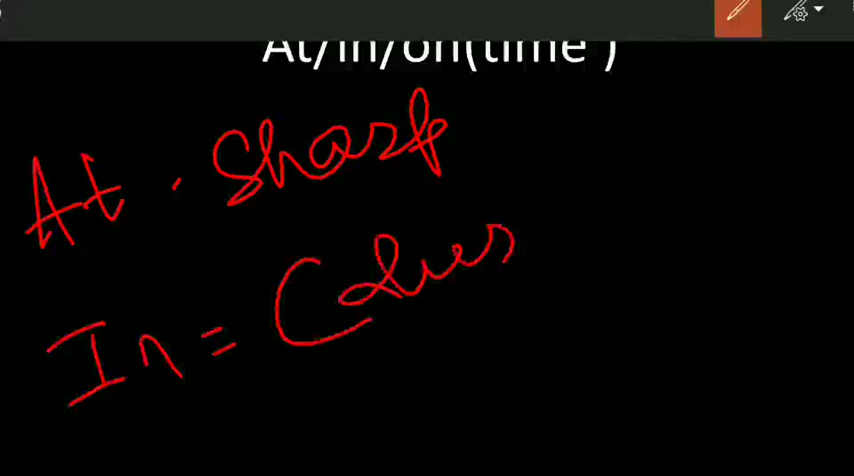 At/in/on(time )
At . Sharp
In =